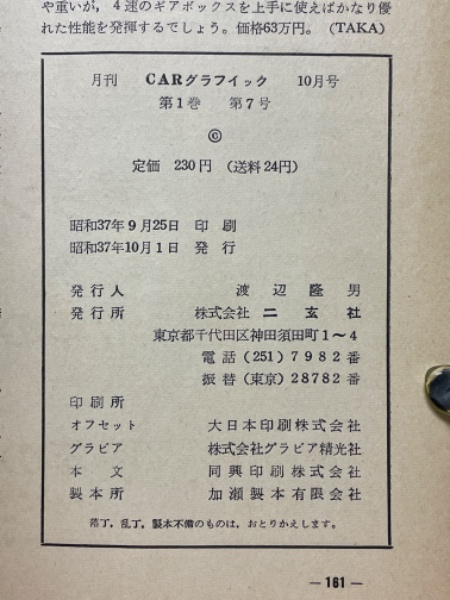 や重いが，4速のギアボックスを上手に使えばかなり優
れた性能を発揮するでしょう。価格63万円。（TAKA）
月刊 CARグラフイック 10月号
第1巻 第7号
©
定価 230円 （送料24円）
昭和37年9月25日 印刷
昭和37年10月1日 発行
発行人 渡辺隆男
発行所 株式会社 二玄社
東京都千代田区神田須田町1～4
電話（251）7982番
振替（東京）28782番
印刷所
オフセット 大日本印刷株式会社
グラビア 株式会社グラビア精光社
本文 同興印刷株式会社
製本所 加瀬製本有限会社
落丁，乱丁，製本不備のものは，おとりかえします。
— 161 —